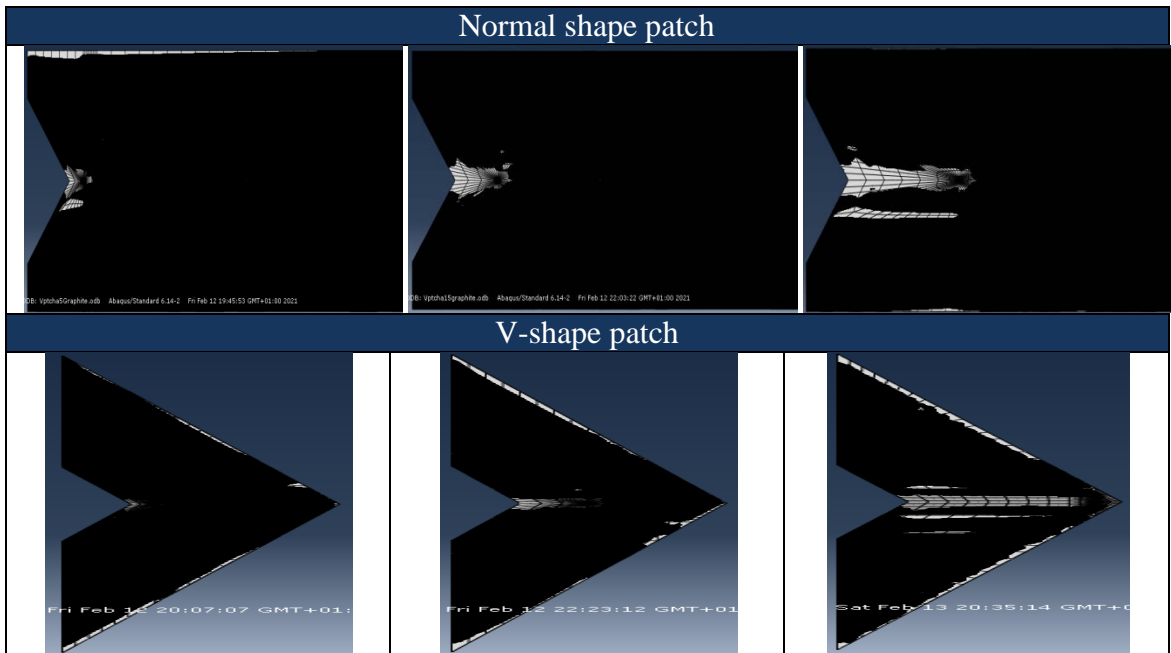 Normal shape patch
DB: Vptcha5Graphite.odb Abaqus/Standard 6.14-2 Fri Feb 12 19:45:53 GMT+01:00 2021
DB: Vptcha15graphite.odb Abaqus/Standard 6.14-2 Fri Feb 12 22:03:22 GMT+01:00 2021
V-shape patch
Fri Feb 12 20:07:07 GMT+01:
Fri Feb 12 22:23:12 GMT+01
Sat Feb 13 20:35:14 GMT+0